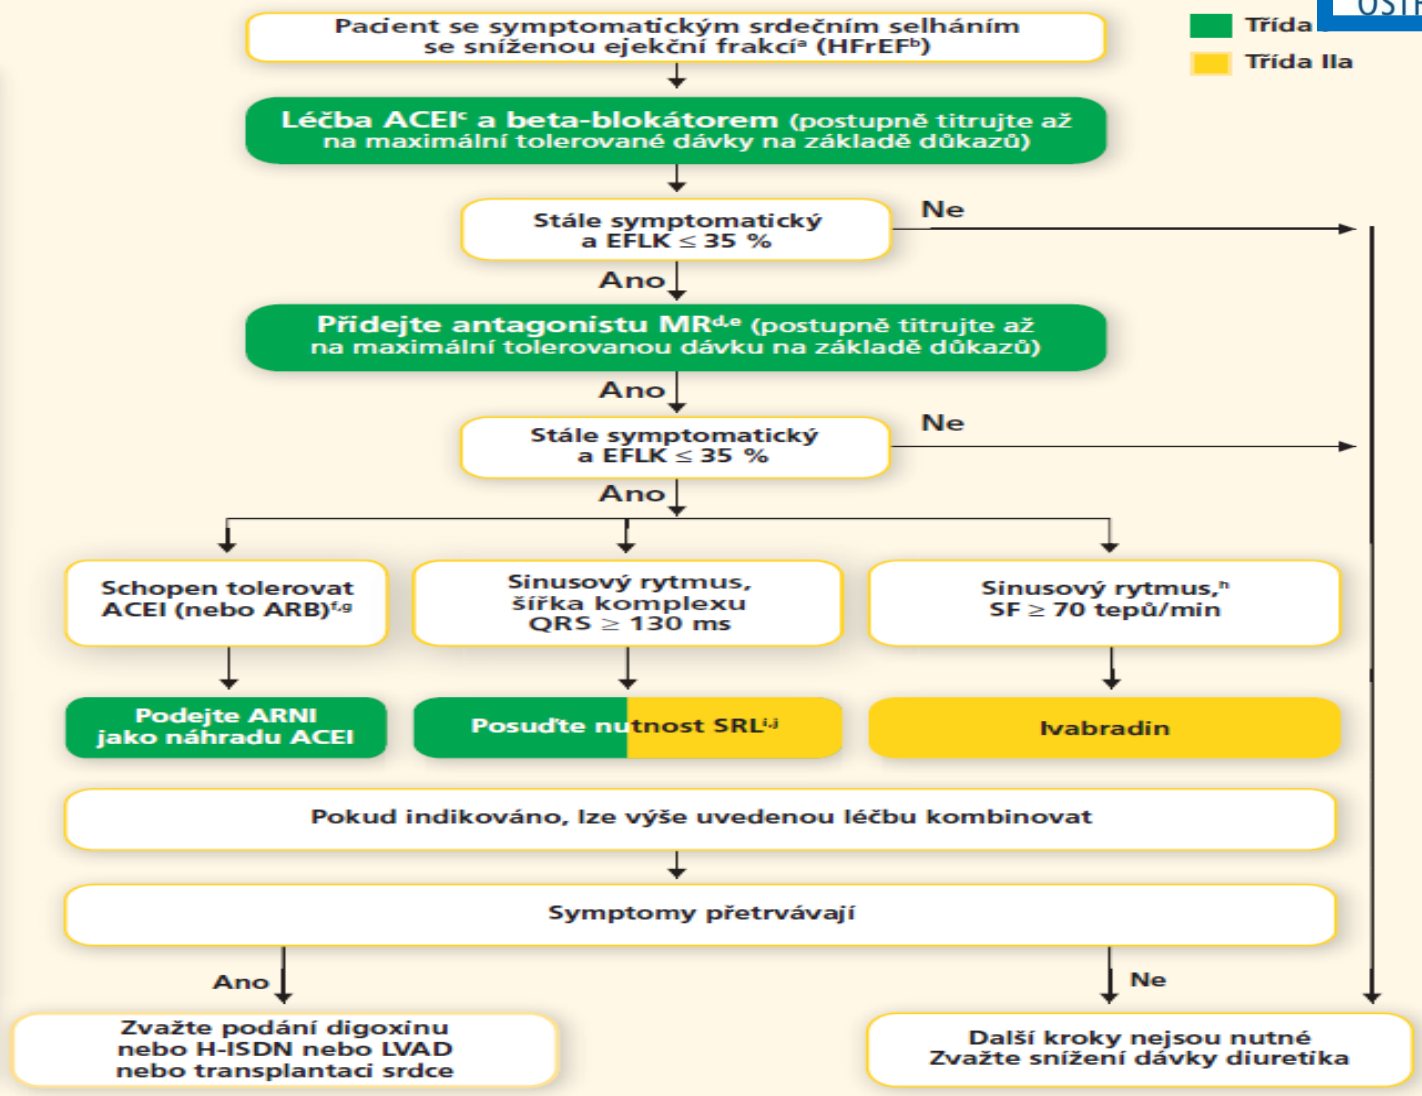 Pacient se symptomatickým srdečním selháním
se sníženou ejekční frakcíᵃ (HFrEFᵇ)
Třída
Třída IIa
Léčba ACEIᶜ a beta-blokátorem (postupně titrujte až
na maximální tolerované dávky na základě důkazů)
Stále symptomatický
a EFLK ≤ 35 %
Ne
Ano
Přidejte antagonistu MRᵈ,ᵉ (postupně titrujte až
na maximální tolerovanou dávku na základě důkazů)
Ano
Stále symptomatický
a EFLK ≤ 35 %
Ne
Ano
Schopen tolerovat
ACEI (nebo ARB)ᶠ,ᵍ
Sinusový rytmus,
šířka komplexu
QRS ≥ 130 ms
Sinusový rytmus,ʰ
SF ≥ 70 tepů/min
Podejte ARNI
jako náhradu ACEI
Posuďte nutnost SRLⁱ,ʲ
Ivabradin
Pokud indikováno, lze výše uvedenou léčbu kombinovat
Symptomy přetrvávají
Ano
Ne
Zvažte podání digoxinu
nebo H-ISDN nebo LVAD
nebo transplantaci srdce
Další kroky nejsou nutné
Zvažte snížení dávky diuretika